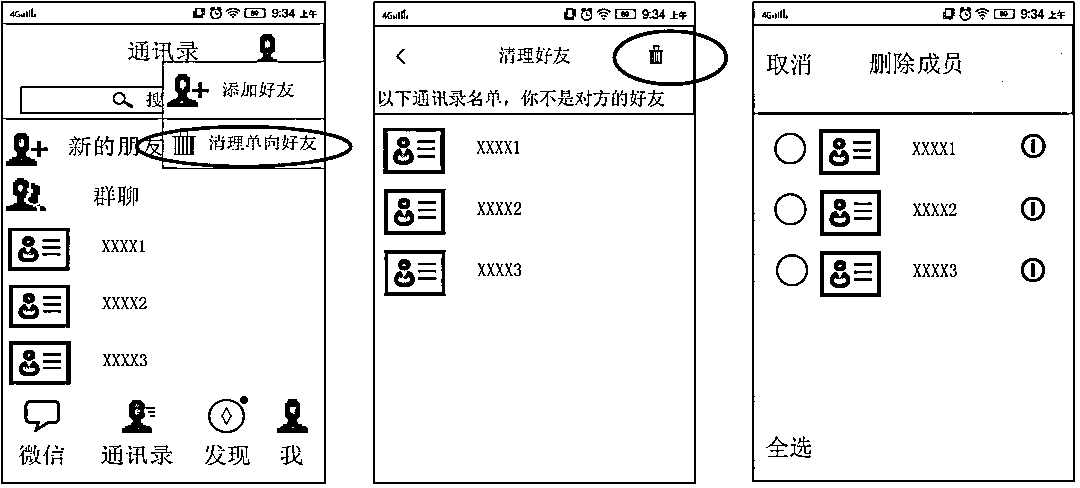 4G 80 9:34 上午
通讯录
添加好友
搜
新的朋友
清理单向好友
群聊
XXXX1
XXXX2
XXXX3
微信 通讯录 发现 我
4G 80 9:34 上午
清理好友
以下通讯录名单，你不是对方的好友
XXXX1
XXXX2
XXXX3
4G 80 9:34 上午
取消 删除成员
XXXX1
XXXX2
XXXX3
全选